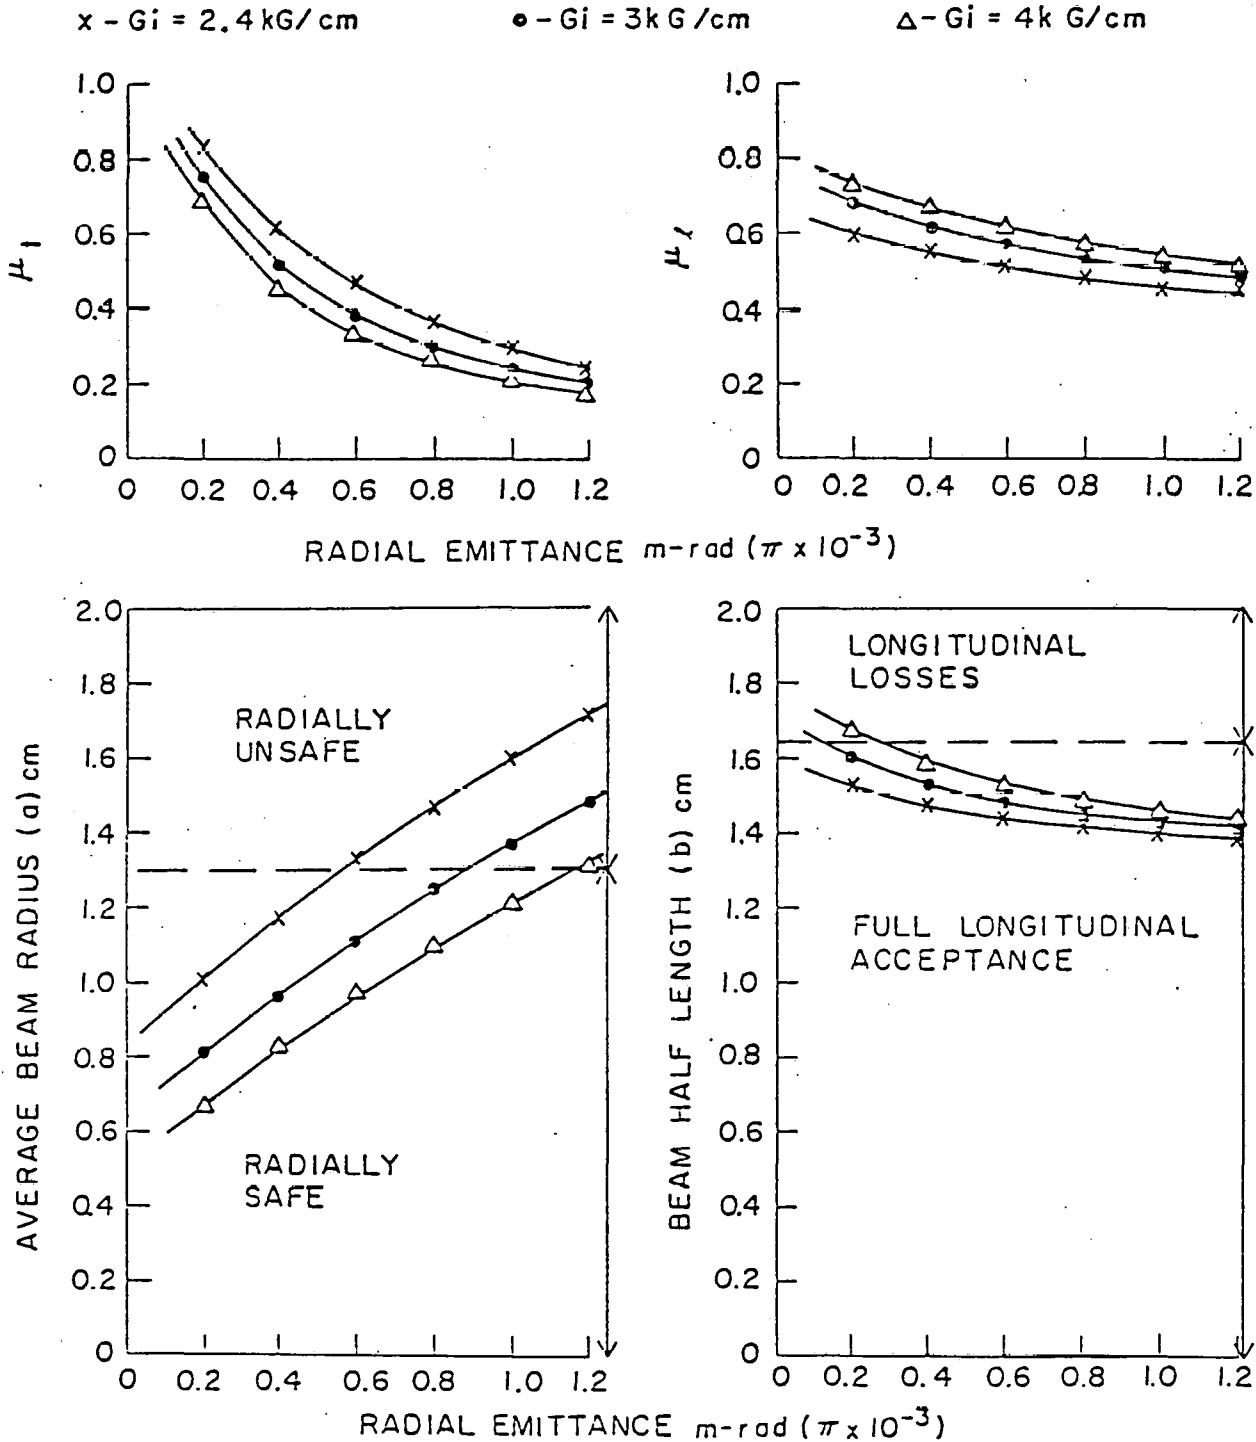 x - Gi = 2.4 kG/cm ● - Gi = 3k G/cm △ - Gi = 4k G/cm
1.0
0.8
0.6
0.4
0.2
0
μ₁
0 0.2 0.4 0.6 0.8 1.0 1.2
1.0
0.8
0.6
0.4
0.2
0
μℓ
0 0.2 0.4 0.6 0.8 1.0 1.2
RADIAL EMITTANCE m-rad (π x 10⁻³)
2.0
1.8
1.6
1.4
1.2
1.0
0.8
0.6
0.4
0.2
0
AVERAGE BEAM RADIUS (a) cm
RADIALLY
UNSAFE
RADIALLY
SAFE
0 0.2 0.4 0.6 0.8 1.0 1.2
2.0
1.8
1.6
1.4
1.2
1.0
0.8
0.6
0.4
0.2
0
BEAM HALF LENGTH (b) cm
LONGITUDINAL
LOSSES
FULL LONGITUDINAL
ACCEPTANCE
0 0.2 0.4 0.6 0.8 1.0 1.2
RADIAL EMITTANCE m-rad (π x 10⁻³)